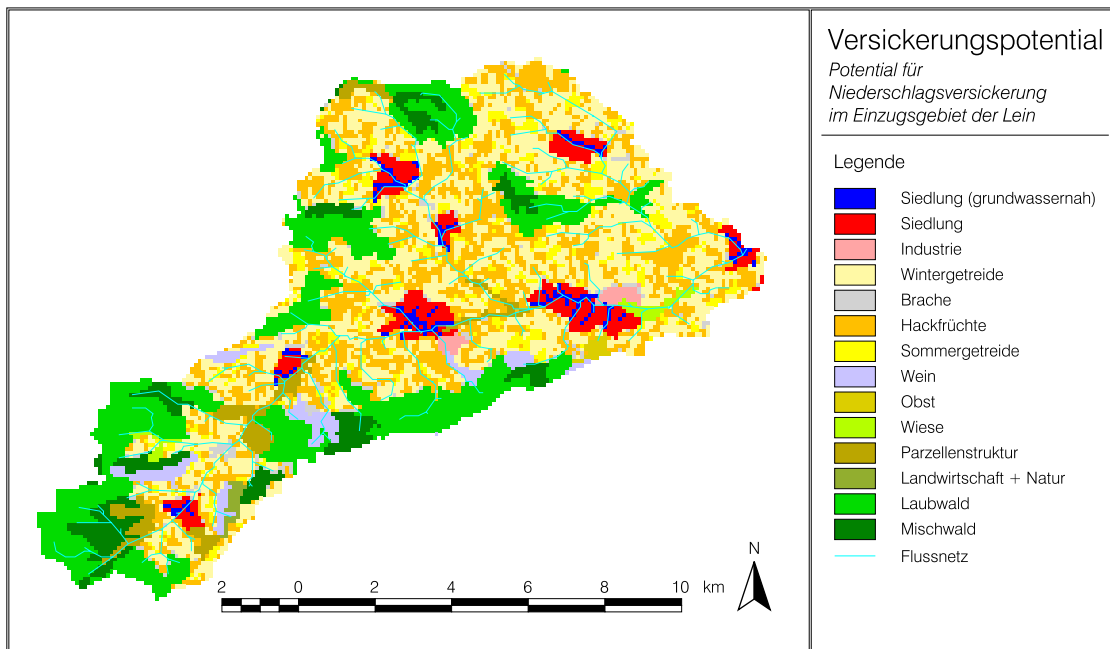 Versickerungspotential
Potential für
Niederschlagsversickerung
im Einzugsgebiet der Lein
Legende
Siedlung (grundwassernah)
Siedlung
Industrie
Wintergetreide
Brache
Hackfrüchte
Sommergetreide
Wein
Obst
Wiese
Parzellenstruktur
Landwirtschaft + Natur
Laubwald
Mischwald
Flussnetz
N
2 0 2 4 6 8 10 km